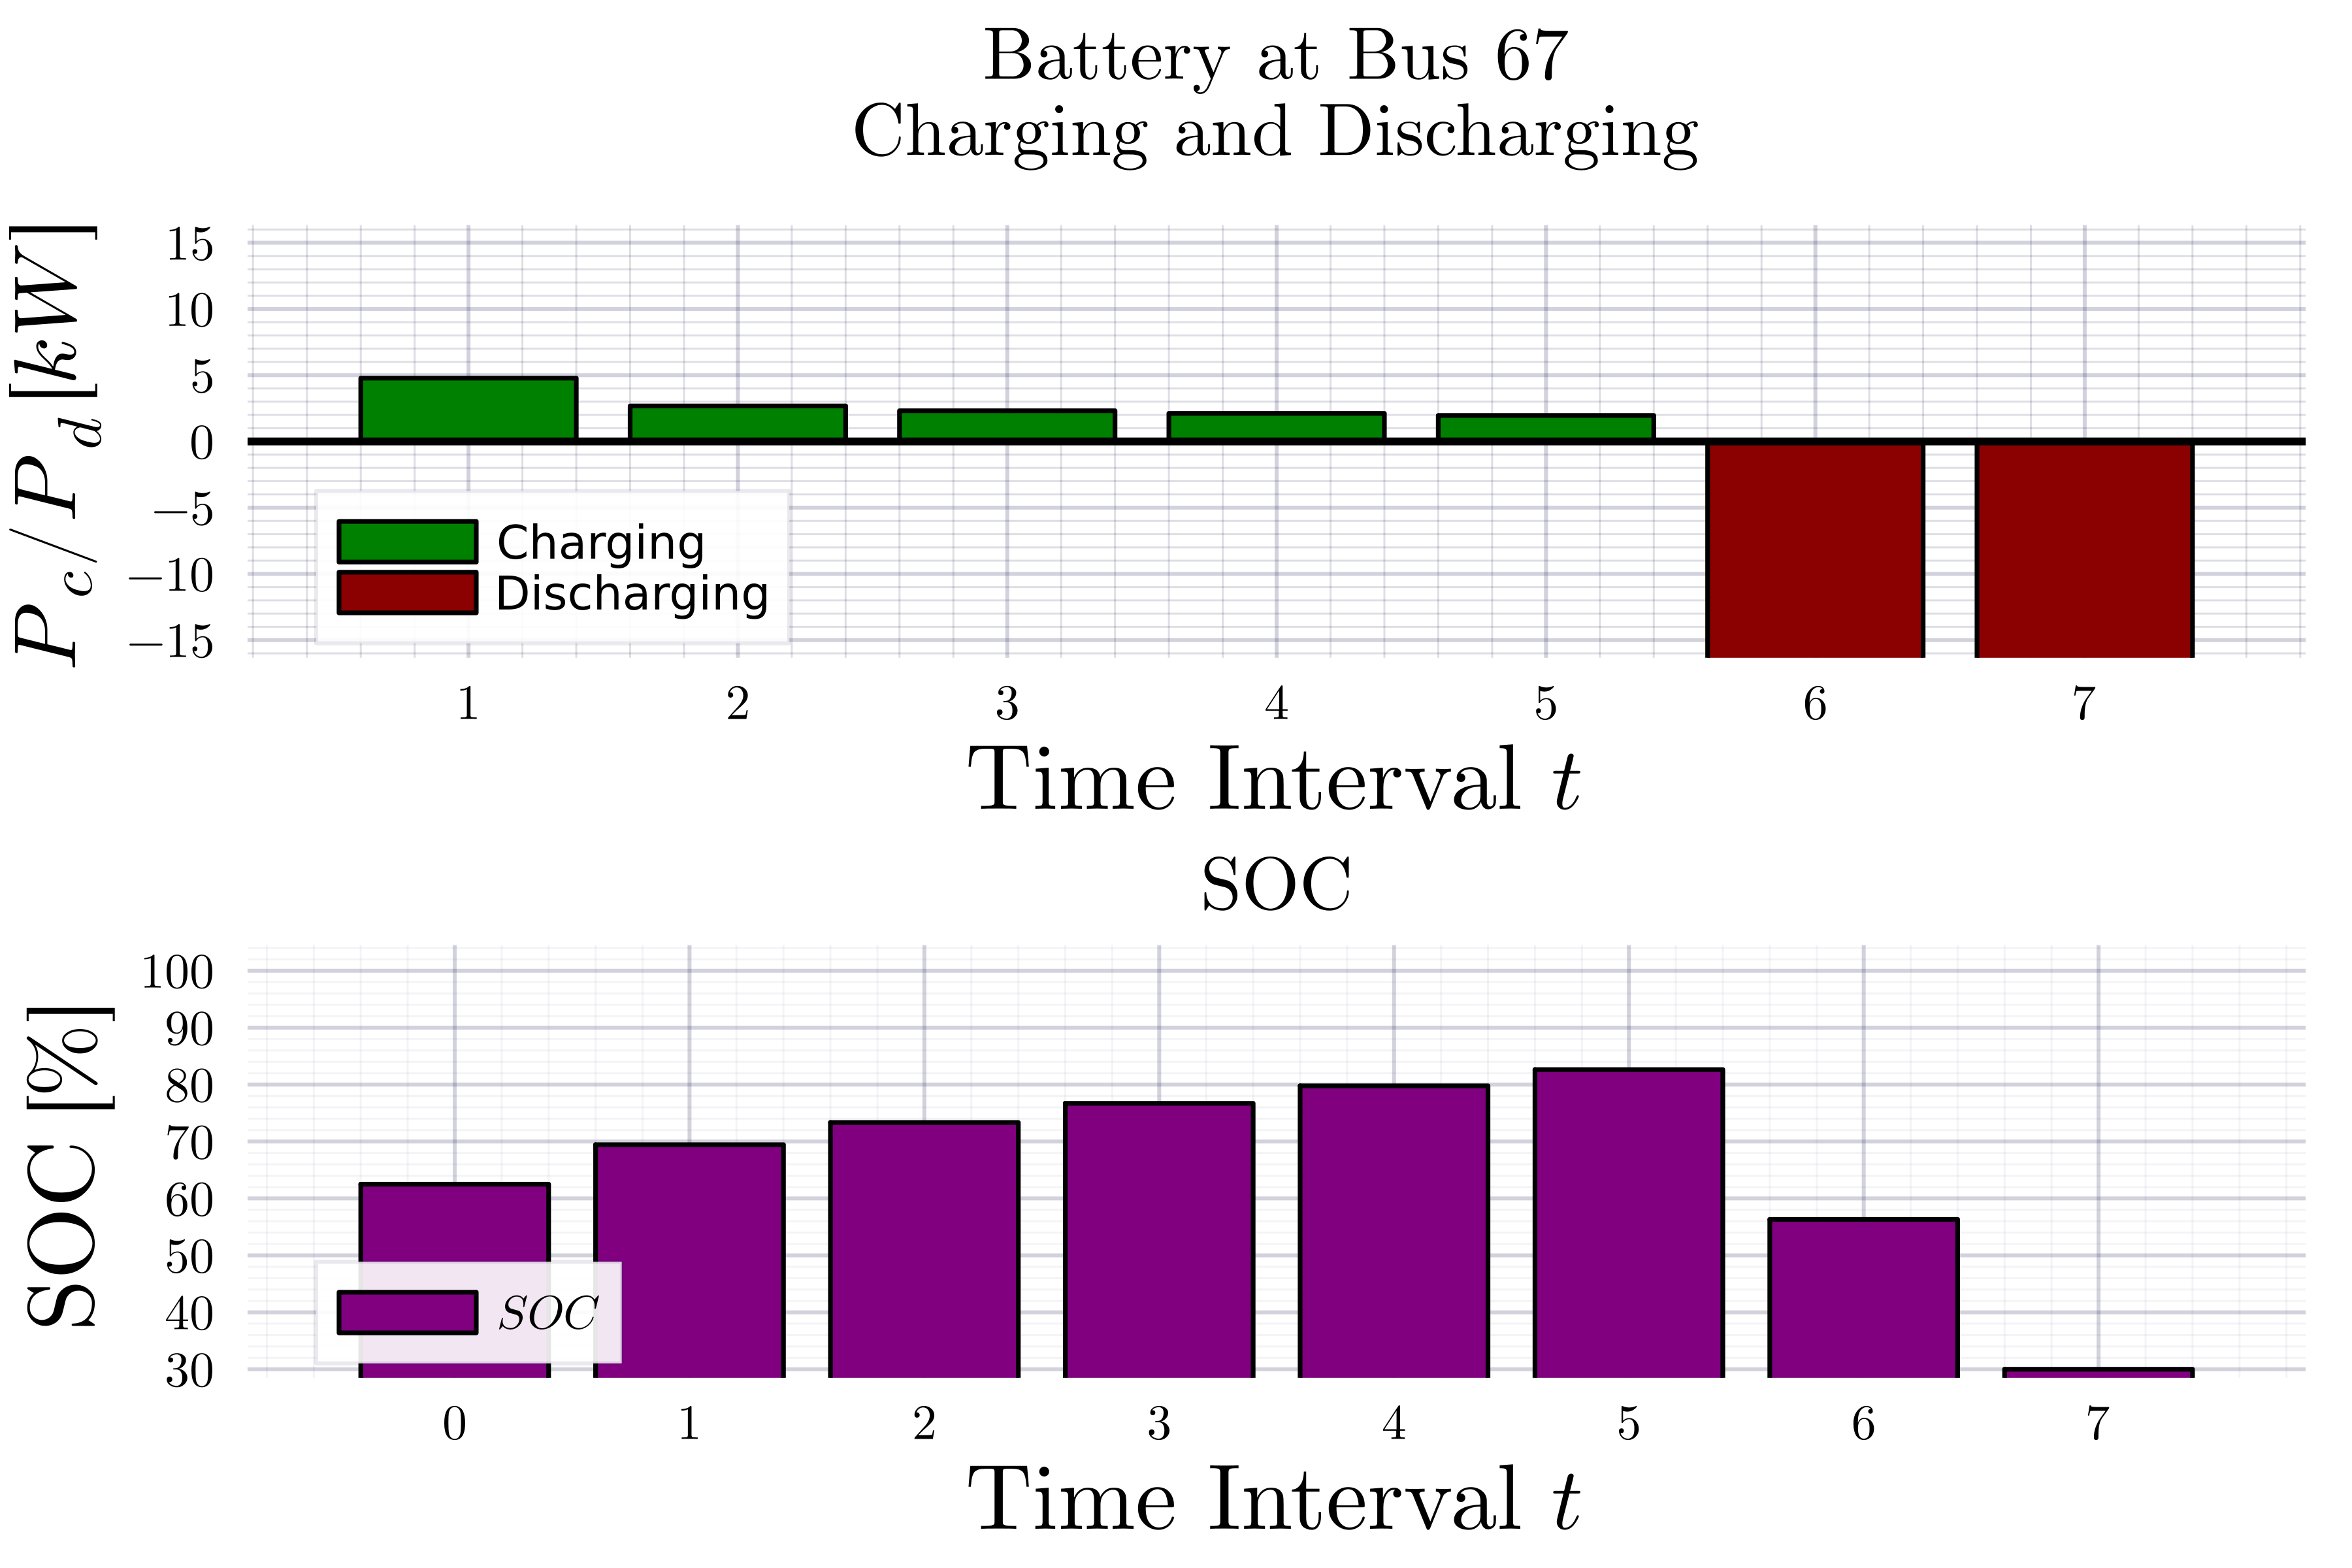 Battery at Bus 67
Charging and Discharging
P_c/P_d [kW]
15
10
5
0
−5
−10
−15
Charging
Discharging
1 2 3 4 5 6 7
Time Interval t
SOC
SOC [%]
100
90
80
70
60
50
40
30
SOC
0 1 2 3 4 5 6 7
Time Interval t